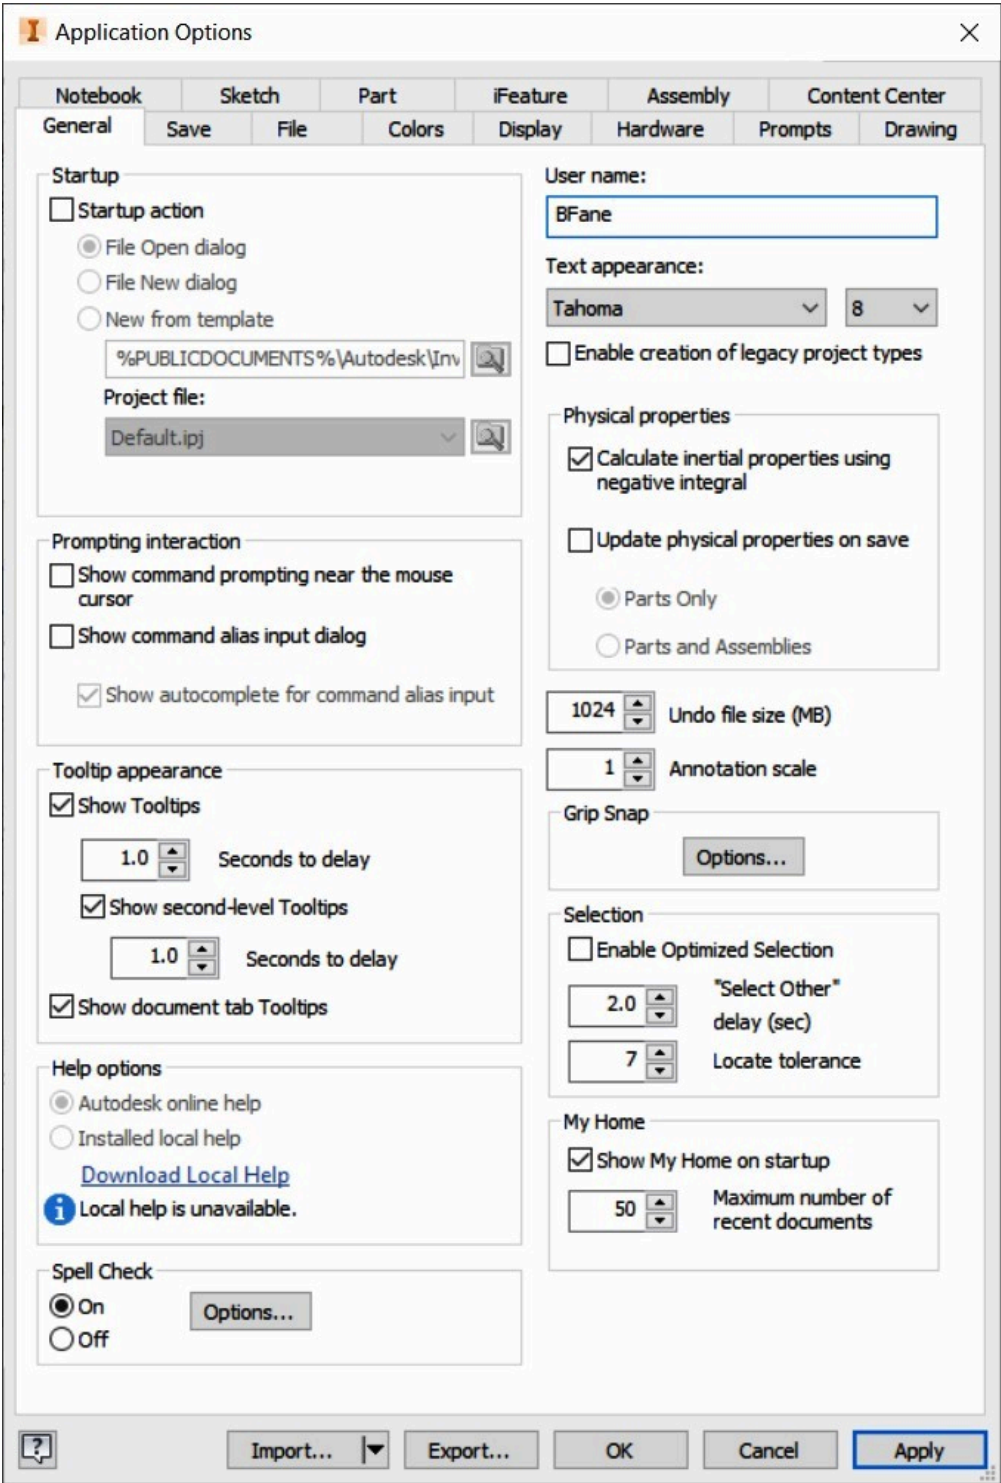 Application Options
Notebook Sketch Part iFeature Assembly Content Center
General Save File Colors Display Hardware Prompts Drawing
Startup
Startup action
File Open dialog
File New dialog
New from template
%PUBLICDOCUMENTS%\Autodesk\Inv
Project file:
Default.ipj
Prompting interaction
Show command prompting near the mouse
cursor
Show command alias input dialog
Show autocomplete for command alias input
Tooltip appearance
Show Tooltips
1.0 Seconds to delay
Show second-level Tooltips
1.0 Seconds to delay
Show document tab Tooltips
Help options
Autodesk online help
Installed local help
Download Local Help
Local help is unavailable.
Spell Check
On
Options...
Off
User name:
BFane
Text appearance:
Tahoma 8
Enable creation of legacy project types
Physical properties
Calculate inertial properties using
negative integral
Update physical properties on save
Parts Only
Parts and Assemblies
1024 Undo file size (MB)
1 Annotation scale
Grip Snap
Options...
Selection
Enable Optimized Selection
2.0 "Select Other"
delay (sec)
7 Locate tolerance
My Home
Show My Home on startup
50 Maximum number of
recent documents
? Import... Export... OK Cancel Apply